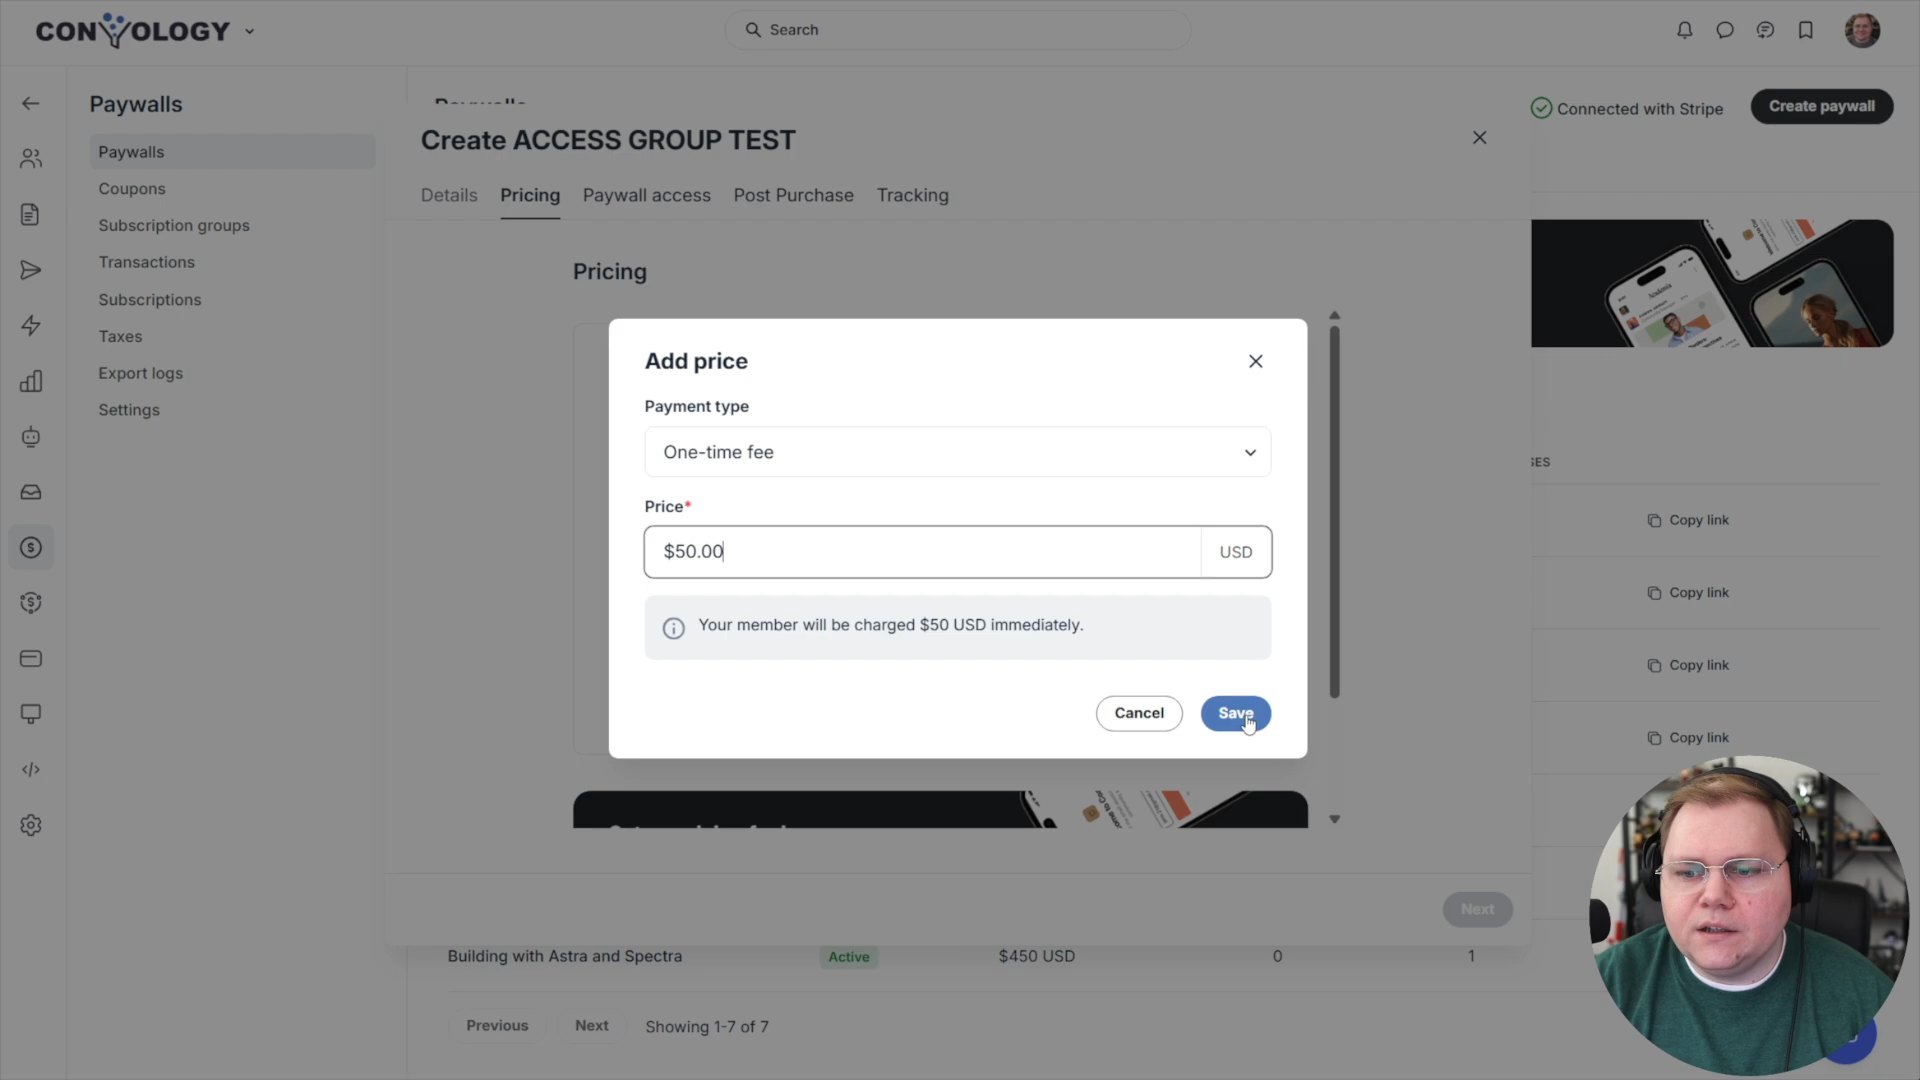 CONVOLOGY
Search
Paywalls
Paywalls
Coupons
Subscription groups
Transactions
Subscriptions
Taxes
Export logs
Settings
Paywalls
Connected with Stripe
Create paywall
Create ACCESS GROUP TEST
Details
Pricing
Paywall access
Post Purchase
Tracking
Pricing
Add price
Payment type
One-time fee
Price*
$50.00
USD
Your member will be charged $50 USD immediately.
Cancel
Save
Copy link
Copy link
Copy link
Copy link
Next
Building with Astra and Spectra
Active
$450 USD
0
1
Previous
Next
Showing 1-7 of 7